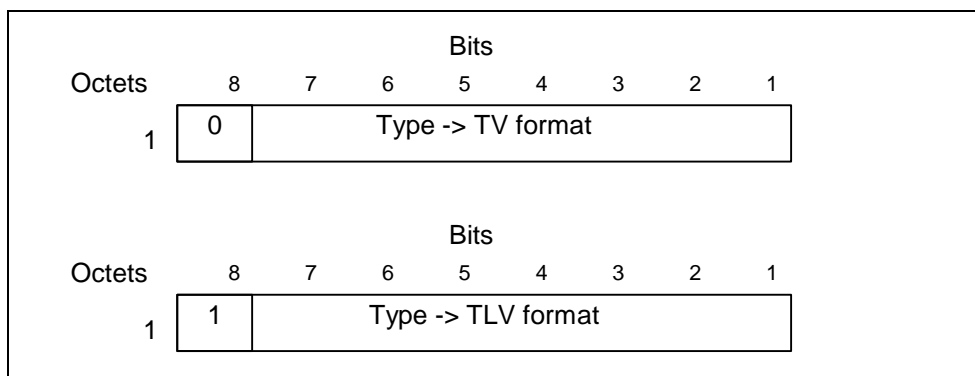 Bits
Octets 8 7 6 5 4 3 2 1
1 0 Type -> TV format
Bits
Octets 8 7 6 5 4 3 2 1
1 1 Type -> TLV format